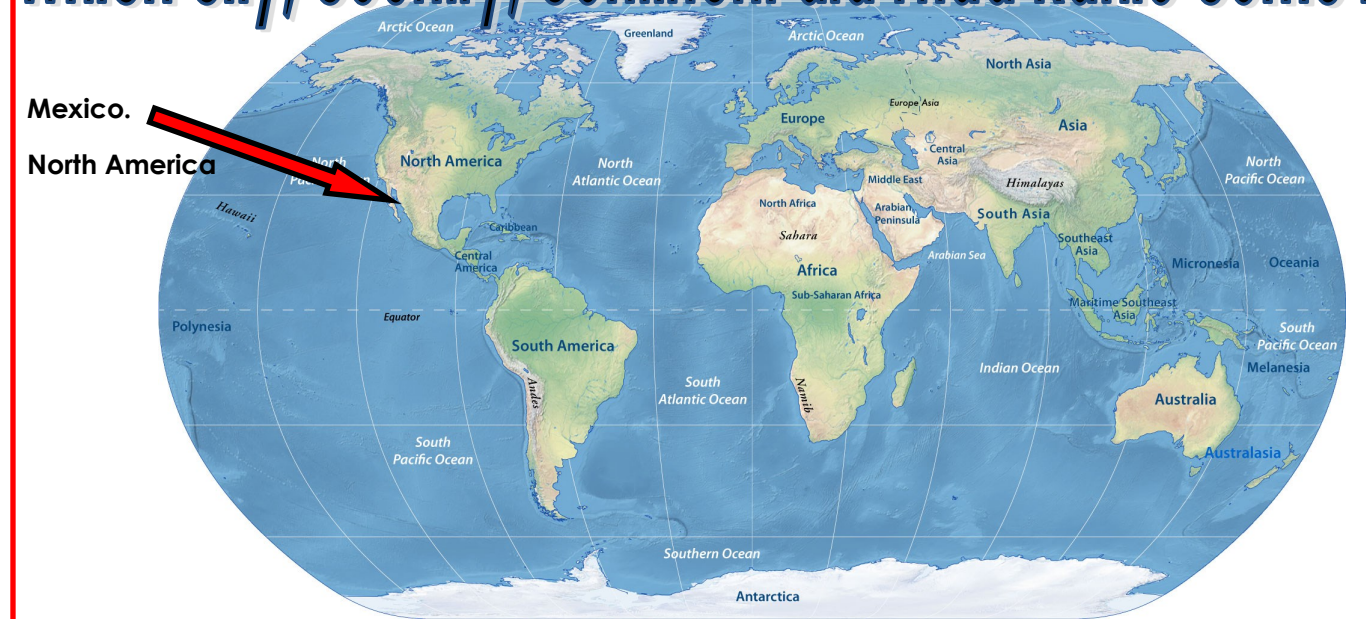 Arctic Ocean
Greenland
Arctic Ocean
North Asia
Mexico.
North America
Europe Asia
Europe
Asia
Central
Asia
North America
North
Pacific Ocean
North
Atlantic Ocean
Middle East
Himalayas
North
Pacific Ocean
Hawaii
North Africa
Arabian
Peninsula
South Asia
Caribbean
Sahara
Southeast
Asia
Central
America
Arabian Sea
Micronesia
Oceania
Africa
Sub-Saharan Africa
Maritime Southeast
Asia
Equator
Polynesia
South
Pacific Ocean
South America
Indian Ocean
Melanesia
Andes
South
Atlantic Ocean
Namib
Australia
South
Pacific Ocean
Australasia
Southern Ocean
Antarctica